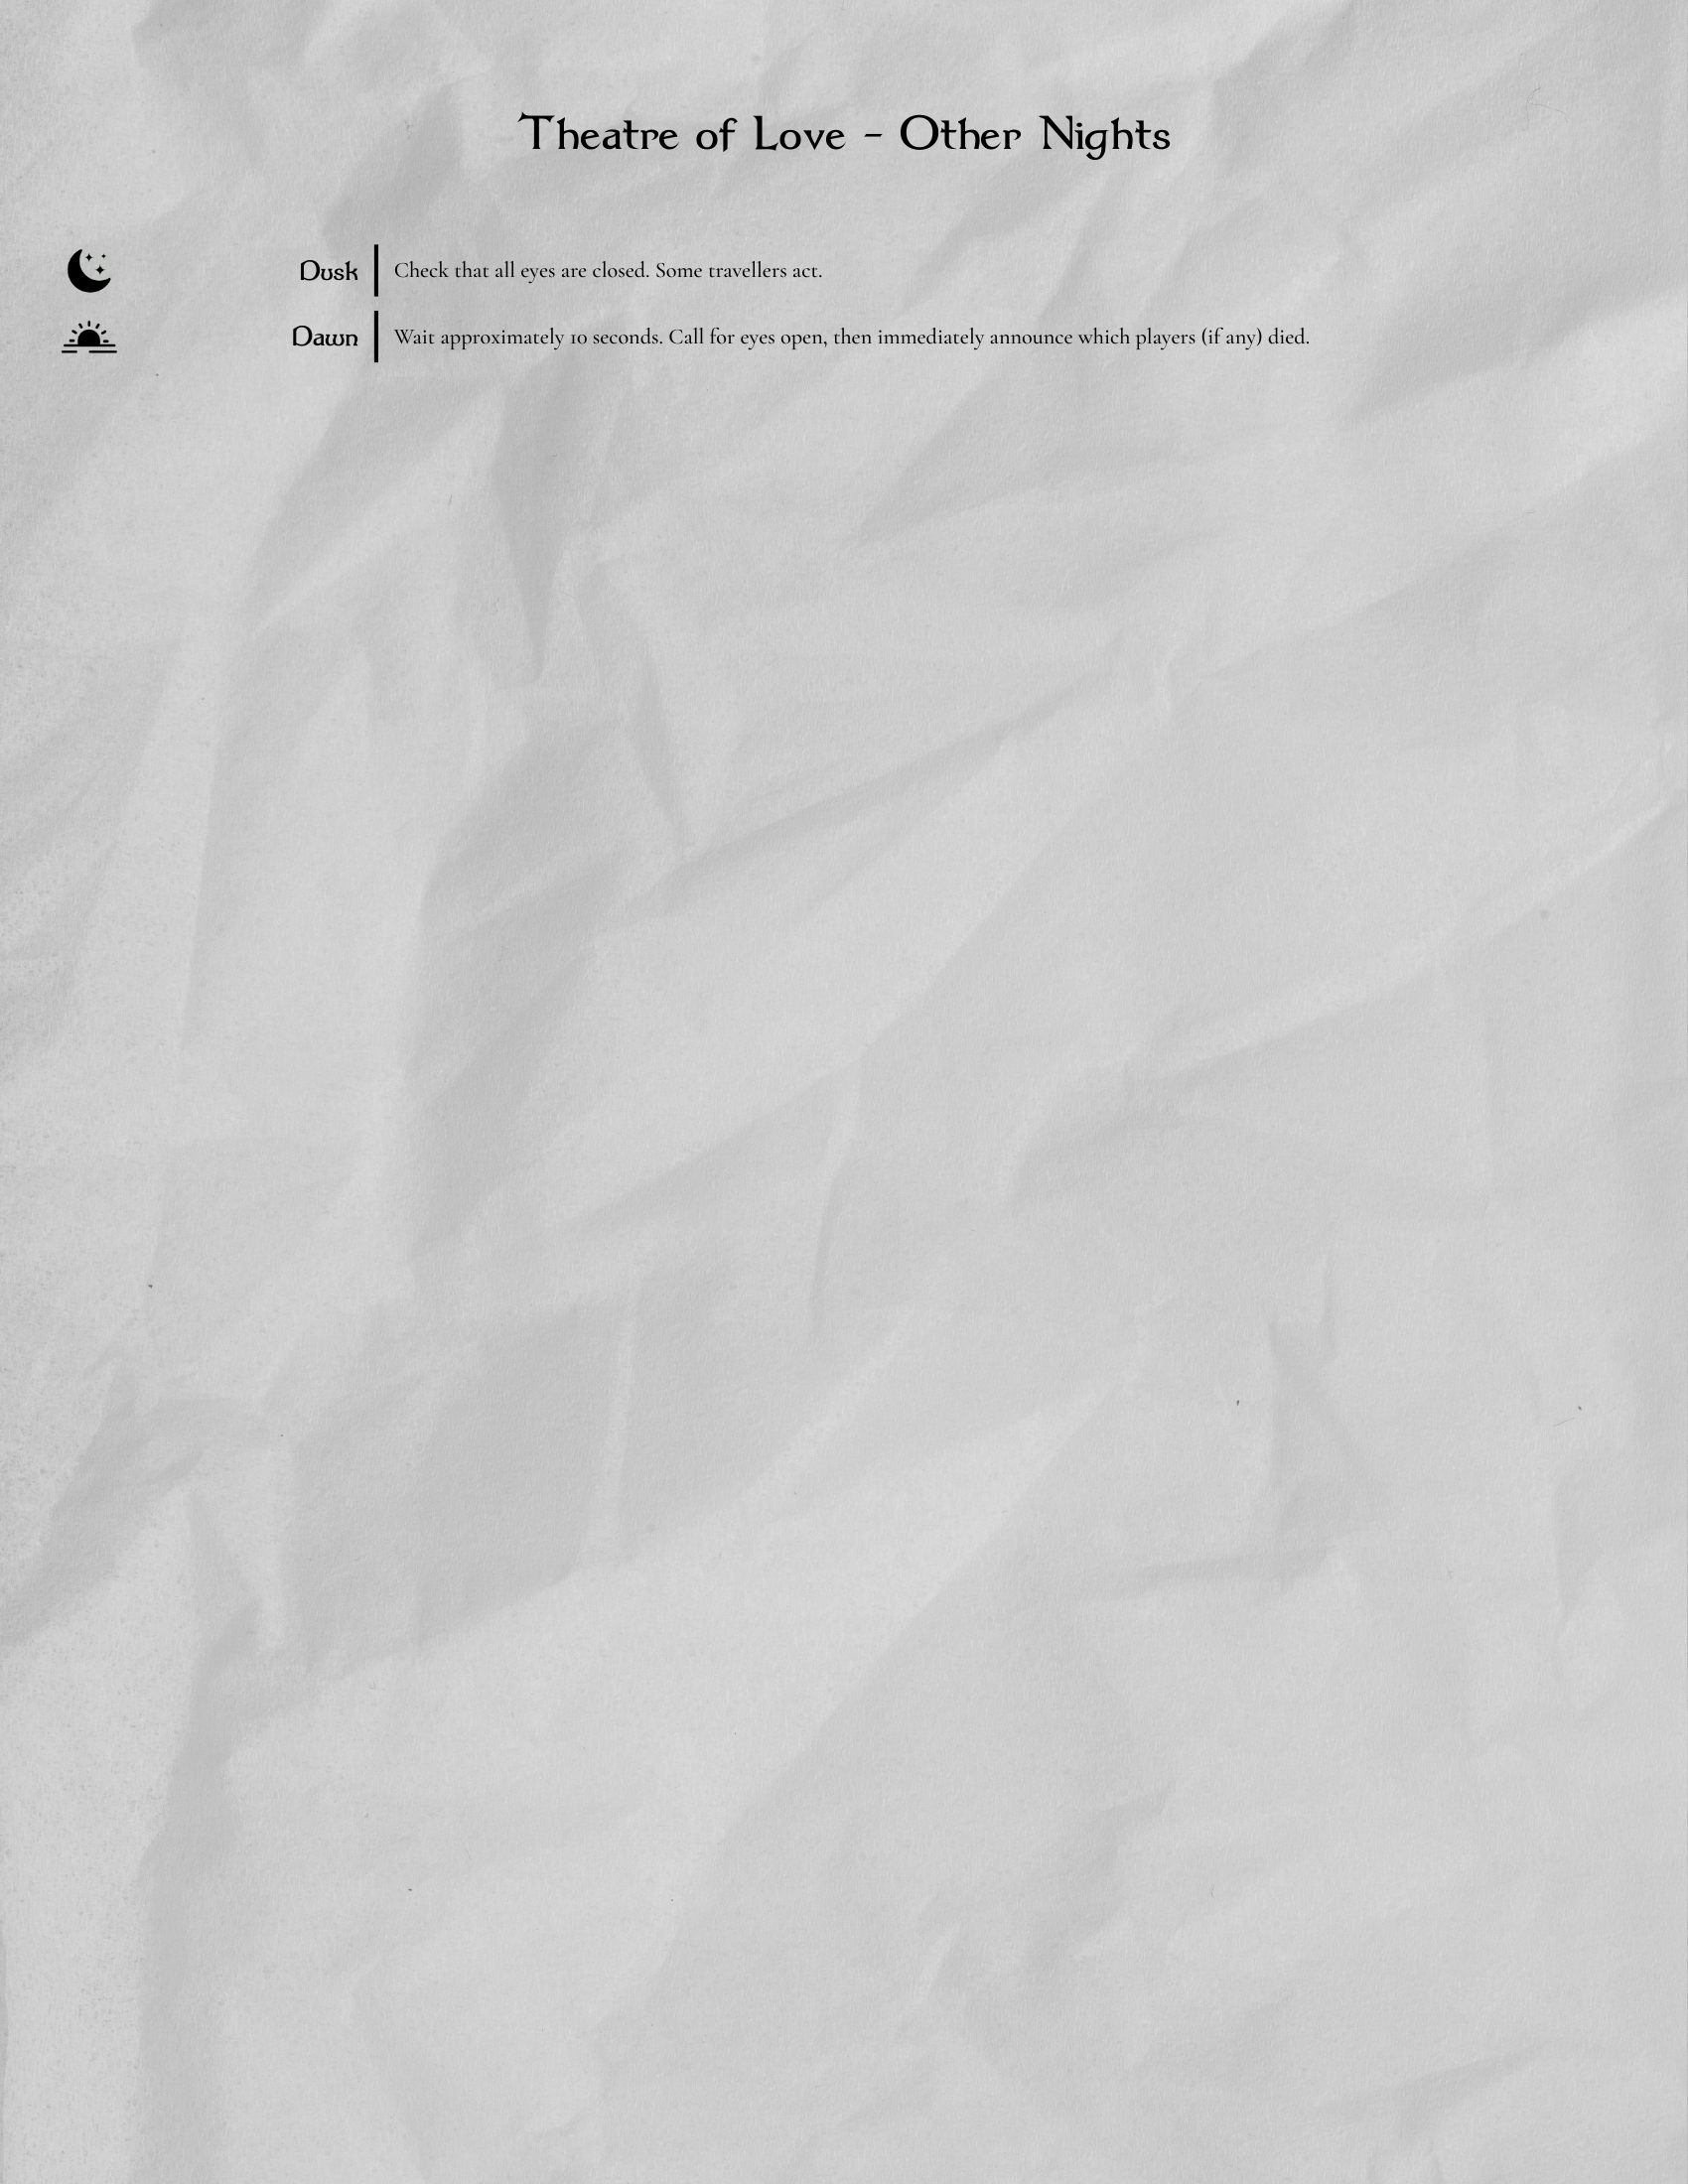 Theatre of Love - Other Nights
Dusk
Check that all eyes are closed. Some travellers act.
Dawn
Wait approximately 10 seconds. Call for eyes open, then immediately announce which players (if any) died.